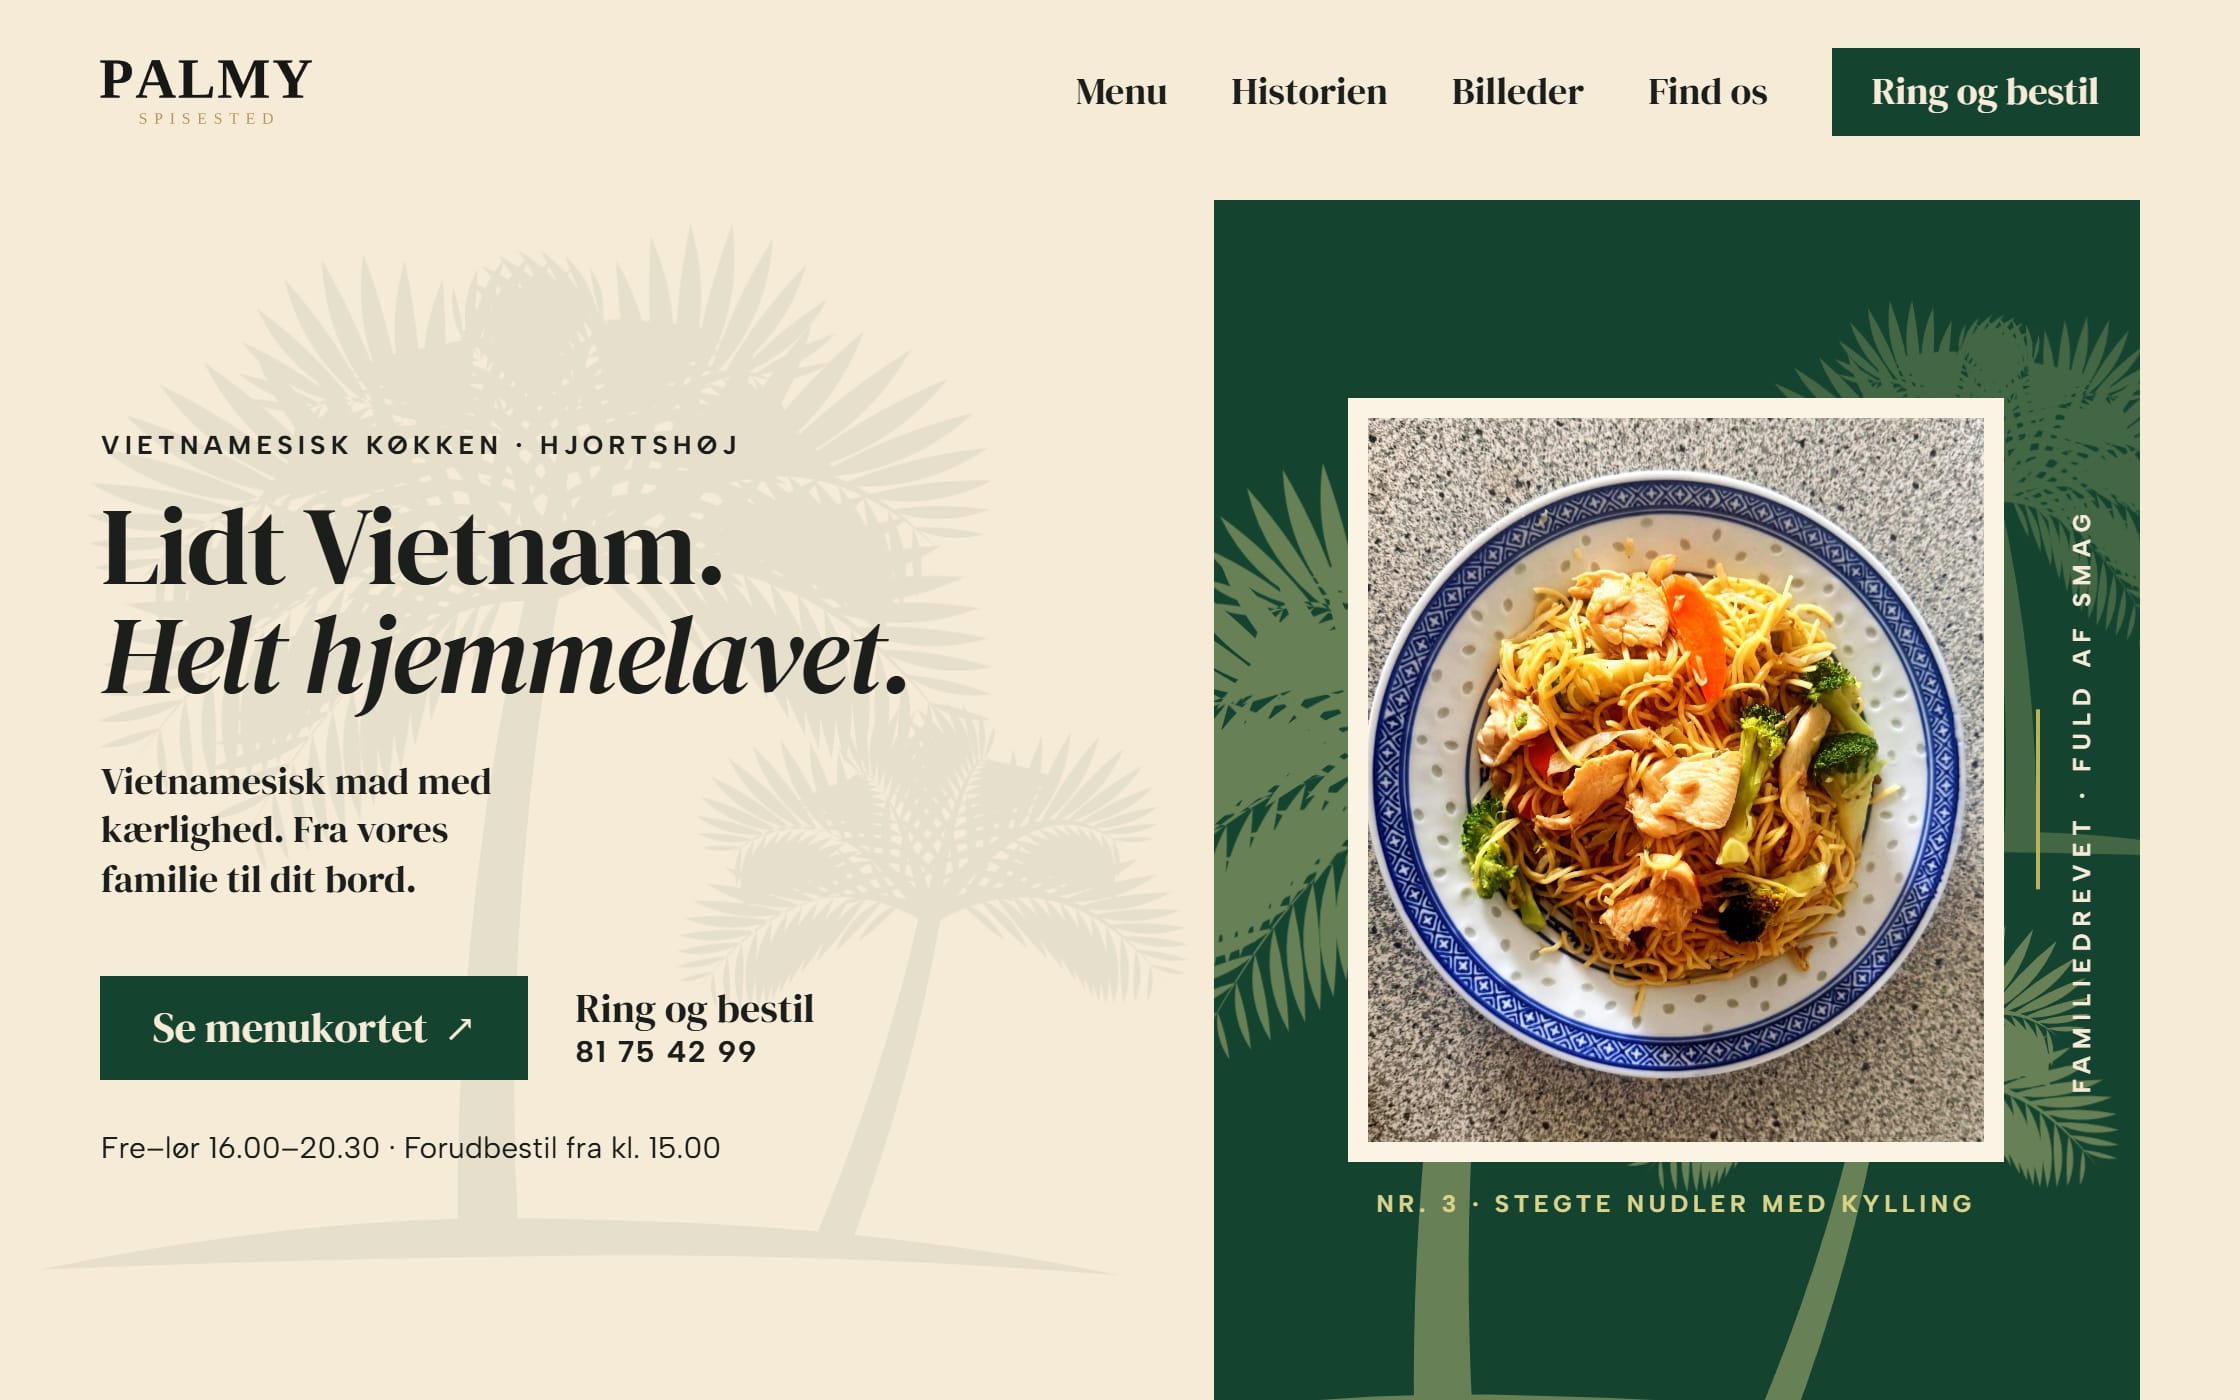 PALMY
SPISESTED
Menu
Historien
Billeder
Find os
Ring og bestil
VIETNAMESISK KØKKEN · HJORTSHØJ
Lidt Vietnam.
Helt hjemmelavet.
Vietnamesisk mad med
kærlighed. Fra vores
familie til dit bord.
Se menukortet ↗
Ring og bestil
81 75 42 99
Fre–lør 16.00–20.30 · Forudbestil fra kl. 15.00
FAMILIEDREVET · FULD AF SMAG
NR. 3 · STEGTE NUDLER MED KYLLING